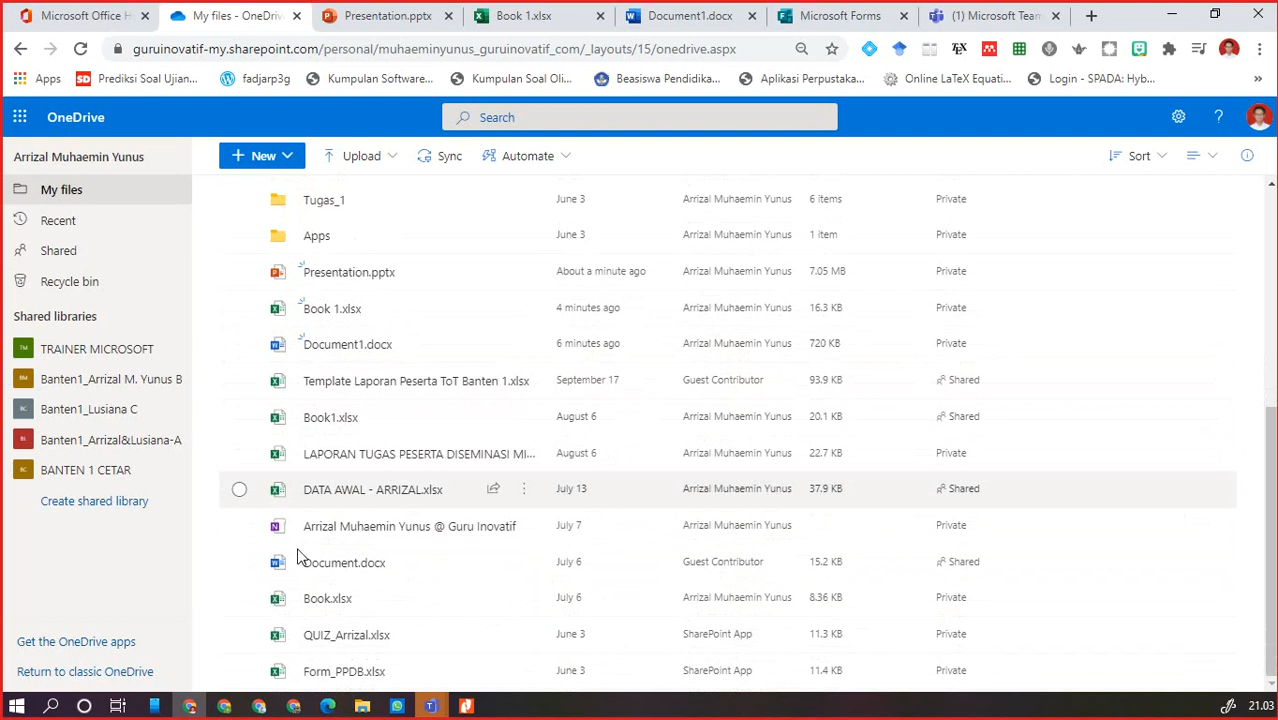 Microsoft Office H
My files - OneDriv
Presentation.pptx
Book 1.xlsx
Document1.docx
Microsoft Forms
(1) Microsoft Team
guruinovatif-my.sharepoint.com/personal/muhaeminyunus_guruinovatif_com/_layouts/15/onedrive.aspx
Apps
Prediksi Soal Ujian...
fadjarp3g
Kumpulan Software...
Kumpulan Soal Oli...
Beasiswa Pendidika...
Aplikasi Perpustaka...
Online LaTeX Equati...
Login - SPADA: Hyb...
OneDrive
Search
Arrizal Muhaemin Yunus
New
Upload
Sync
Automate
Sort
My files
Recent
Shared
Recycle bin
Shared libraries
TRAINER MICROSOFT
Banten1_Arrizal M. Yunus B
Banten1_Lusiana C
Banten1_Arrizal&Lusiana-A
BANTEN 1 CETAR
Create shared library
Get the OneDrive apps
Return to classic OneDrive
Tugas_1 June 3 Arrizal Muhaemin Yunus 6 items Private
Apps June 3 Arrizal Muhaemin Yunus 1 item Private
Presentation.pptx About a minute ago Arrizal Muhaemin Yunus 7.05 MB Private
Book 1.xlsx 4 minutes ago Arrizal Muhaemin Yunus 16.3 KB Private
Document1.docx 6 minutes ago Arrizal Muhaemin Yunus 720 KB Private
Template Laporan Peserta ToT Banten 1.xlsx September 17 Guest Contributor 93.9 KB Shared
Book1.xlsx August 6 Arrizal Muhaemin Yunus 20.1 KB Shared
LAPORAN TUGAS PESERTA DISEMINASI MI... August 6 Arrizal Muhaemin Yunus 22.7 KB Shared
DATA AWAL - ARRIZAL.xlsx July 13 Arrizal Muhaemin Yunus 37.9 KB Shared
Arrizal Muhaemin Yunus @ Guru Inovatif July 7 Arrizal Muhaemin Yunus Private
Document.docx July 6 Guest Contributor 15.2 KB Shared
Book.xlsx July 6 Arrizal Muhaemin Yunus 8.36 KB Private
QUIZ_Arrizal.xlsx June 3 SharePoint App 11.3 KB Private
Form_PPDB.xlsx June 3 SharePoint App 11.4 KB Private
21.03